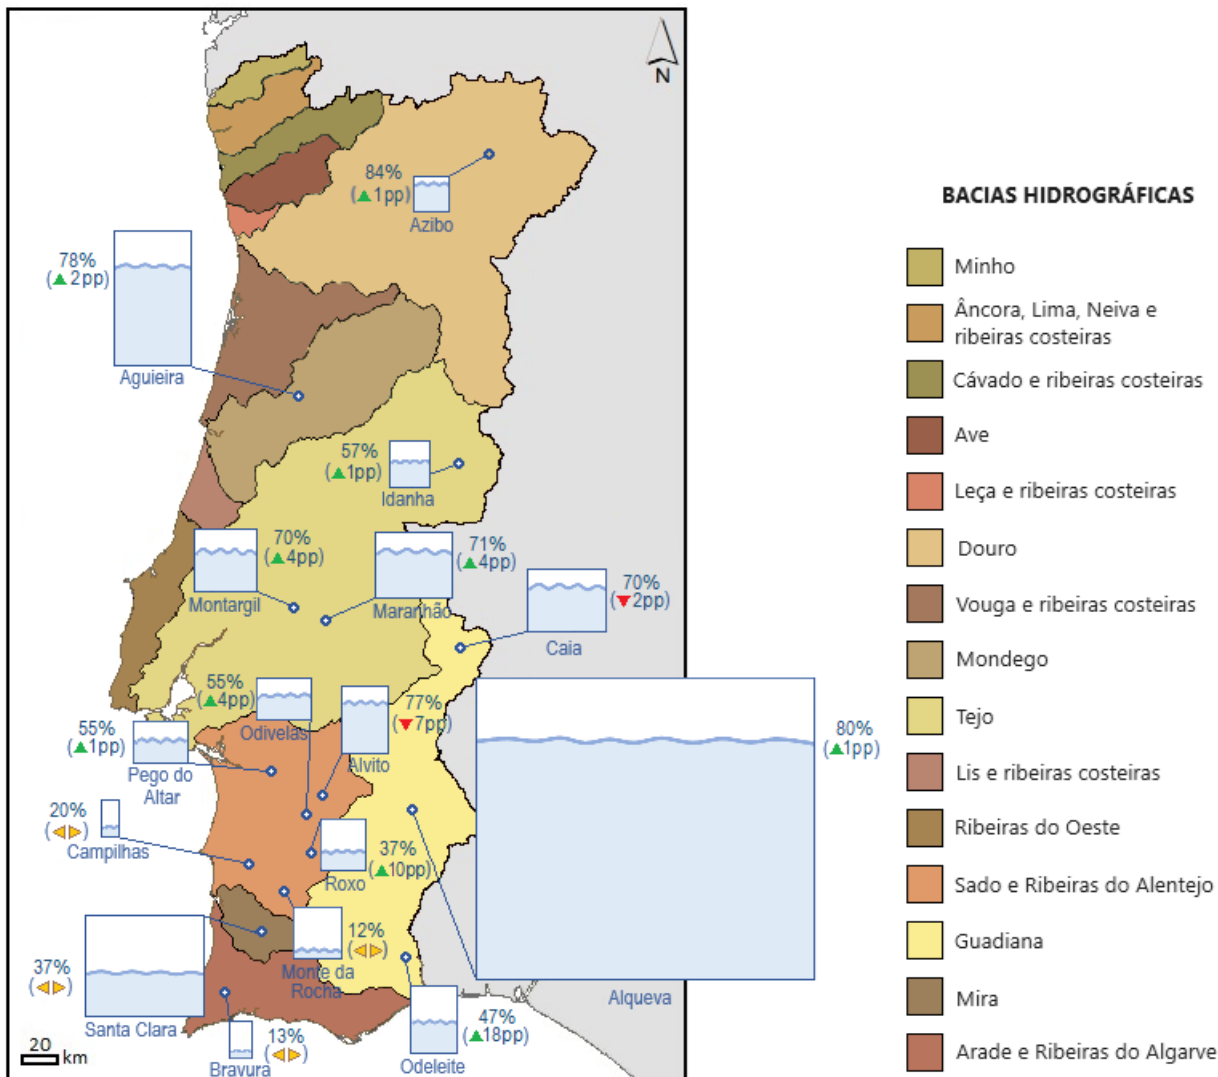 N
84%
(▲1pp)
Azibo
78%
(▲2pp)
Aguieira
57%
(▲1pp)
Idanha
70%
(▲4pp)
Montargil
71%
(▲4pp)
Maranhão
70%
(▼2pp)
Caia
55%
(▲4pp)
Odivelas
77%
(▼7pp)
Alvito
55%
(▲1pp)
Pego do
Altar
80%
(▲1pp)
Alqueva
20%
(◀▶)
Campilhas
37%
(▲10pp)
Roxo
12%
(◀▶)
Monte da
Rocha
37%
(◀▶)
Santa Clara
13%
(◀▶)
Bravura
47%
(▲18pp)
Odeleite
20 km
BACIAS HIDROGRÁFICAS
Minho
Âncora, Lima, Neiva e
ribeiras costeiras
Cávado e ribeiras costeiras
Ave
Leça e ribeiras costeiras
Douro
Vouga e ribeiras costeiras
Mondego
Tejo
Lis e ribeiras costeiras
Ribeiras do Oeste
Sado e Ribeiras do Alentejo
Guadiana
Mira
Arade e Ribeiras do Algarve